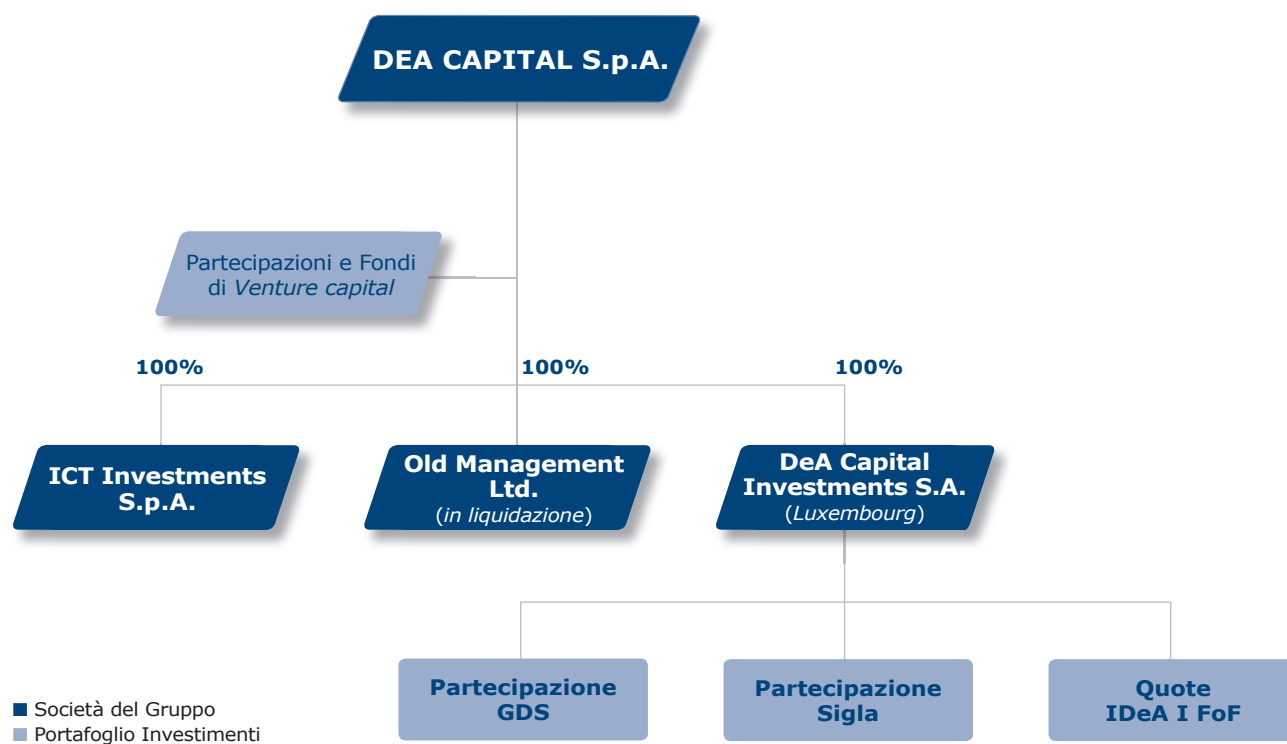 DEA CAPITAL S.p.A.
Partecipazioni e Fondi
di Venture capital
100%
100%
100%
ICT Investments
S.p.A.
Old Management
Ltd.
(in liquidazione)
DeA Capital
Investments S.A.
(Luxembourg)
Partecipazione
GDS
Partecipazione
Sigla
Quote
IDeA I FoF
Società del Gruppo
Portafoglio Investimenti